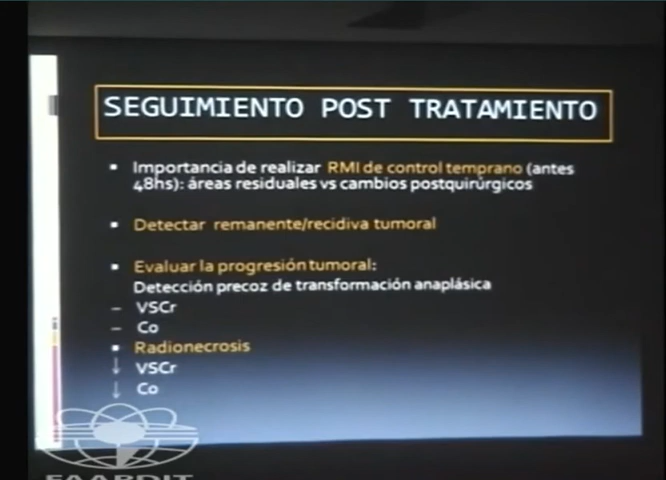 SEGUIMIENTO POST TRATAMIENTO
▪ Importancia de realizar RMI de control temprano (antes
48hs): áreas residuales vs cambios postquirúrgicos
▪ Detectar remanente/recidiva tumoral
▪ Evaluar la progresión tumoral:
Detección precoz de transformación anaplásica
– VSCr
– Co
▪ Radionecrosis
↓ VSCr
↓ Co
FAARDIT